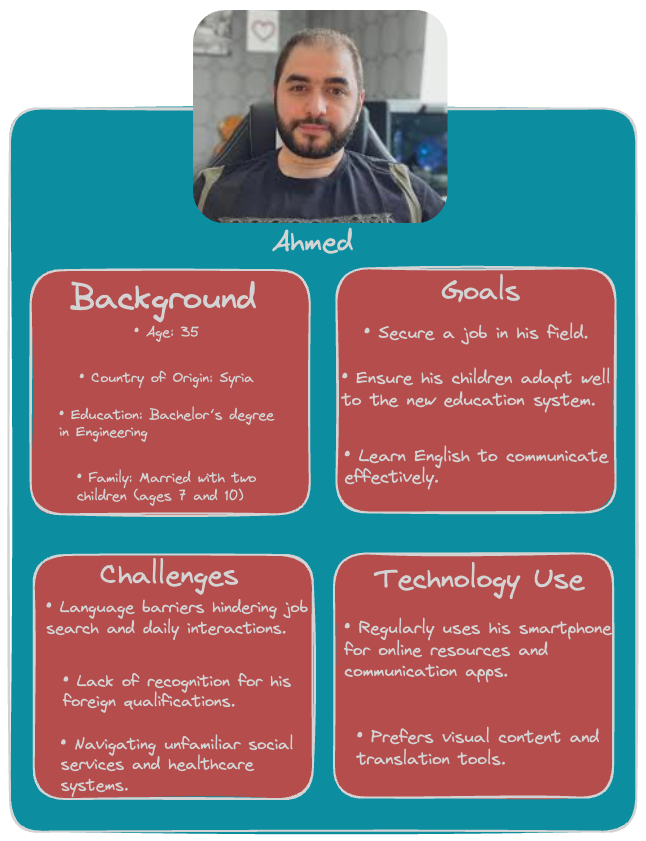 Ahmed
Background
• Age: 35
• Country of Origin: Syria
• Education: Bachelor's degree
in Engineering
• Family: Married with two
children (ages 7 and 10)
Goals
• Secure a job in his field.
• Ensure his children adapt well
to the new education system.
• Learn English to communicate
effectively.
Challenges
• Language barriers hindering job
search and daily interactions.
• Lack of recognition for his
foreign qualifications.
• Navigating unfamiliar social
services and healthcare
systems.
Technology Use
• Regularly uses his smartphone
for online resources and
communication apps.
• Prefers visual content and
translation tools.